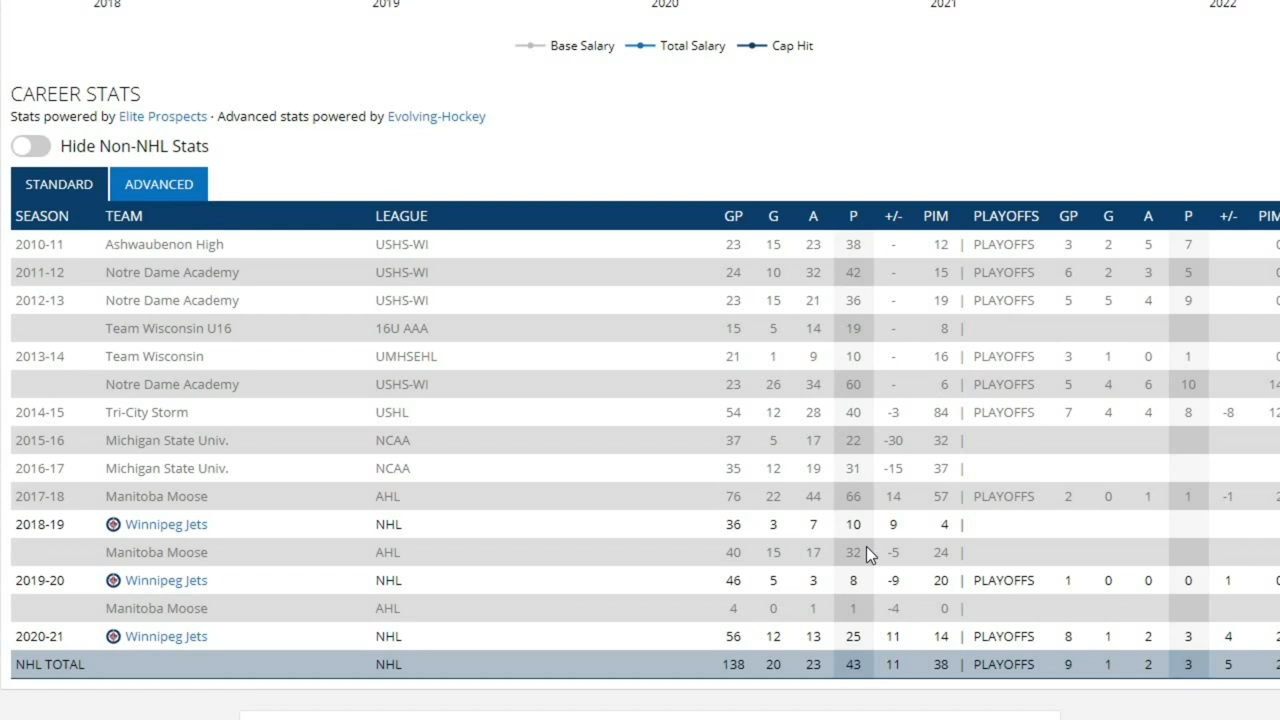 2018 2019 2020 2021 2022
Base Salary Total Salary Cap Hit
CAREER STATS
Stats powered by Elite Prospects · Advanced stats powered by Evolving-Hockey
Hide Non-NHL Stats
STANDARD ADVANCED
SEASON TEAM LEAGUE GP G A P +/- PIM PLAYOFFS GP G A P +/- PIM
2010-11 Ashwaubenon High USHS-WI 23 15 23 38 - 12 | PLAYOFFS 3 2 5 7
2011-12 Notre Dame Academy USHS-WI 24 10 32 42 - 15 | PLAYOFFS 6 2 3 5
2012-13 Notre Dame Academy USHS-WI 23 15 21 36 - 19 | PLAYOFFS 5 5 4 9
Team Wisconsin U16 16U AAA 15 5 14 19 - 8 |
2013-14 Team Wisconsin UMHSEHL 21 1 9 10 - 16 | PLAYOFFS 3 1 0 1
Notre Dame Academy USHS-WI 23 26 34 60 - 6 | PLAYOFFS 5 4 6 10 14
2014-15 Tri-City Storm USHL 54 12 28 40 -3 84 | PLAYOFFS 7 4 4 8 -8 12
2015-16 Michigan State Univ. NCAA 37 5 17 22 -30 32 |
2016-17 Michigan State Univ. NCAA 35 12 19 31 -15 37 |
2017-18 Manitoba Moose AHL 76 22 44 66 14 57 | PLAYOFFS 2 0 1 1 -1
2018-19 Winnipeg Jets NHL 36 3 7 10 9 4 |
Manitoba Moose AHL 40 15 17 32 -5 24 |
2019-20 Winnipeg Jets NHL 46 5 3 8 -9 20 | PLAYOFFS 1 0 0 0 1
Manitoba Moose AHL 4 0 1 1 -4 0 |
2020-21 Winnipeg Jets NHL 56 12 13 25 11 14 | PLAYOFFS 8 1 2 3 4
NHL TOTAL NHL 138 20 23 43 11 38 | PLAYOFFS 9 1 2 3 5